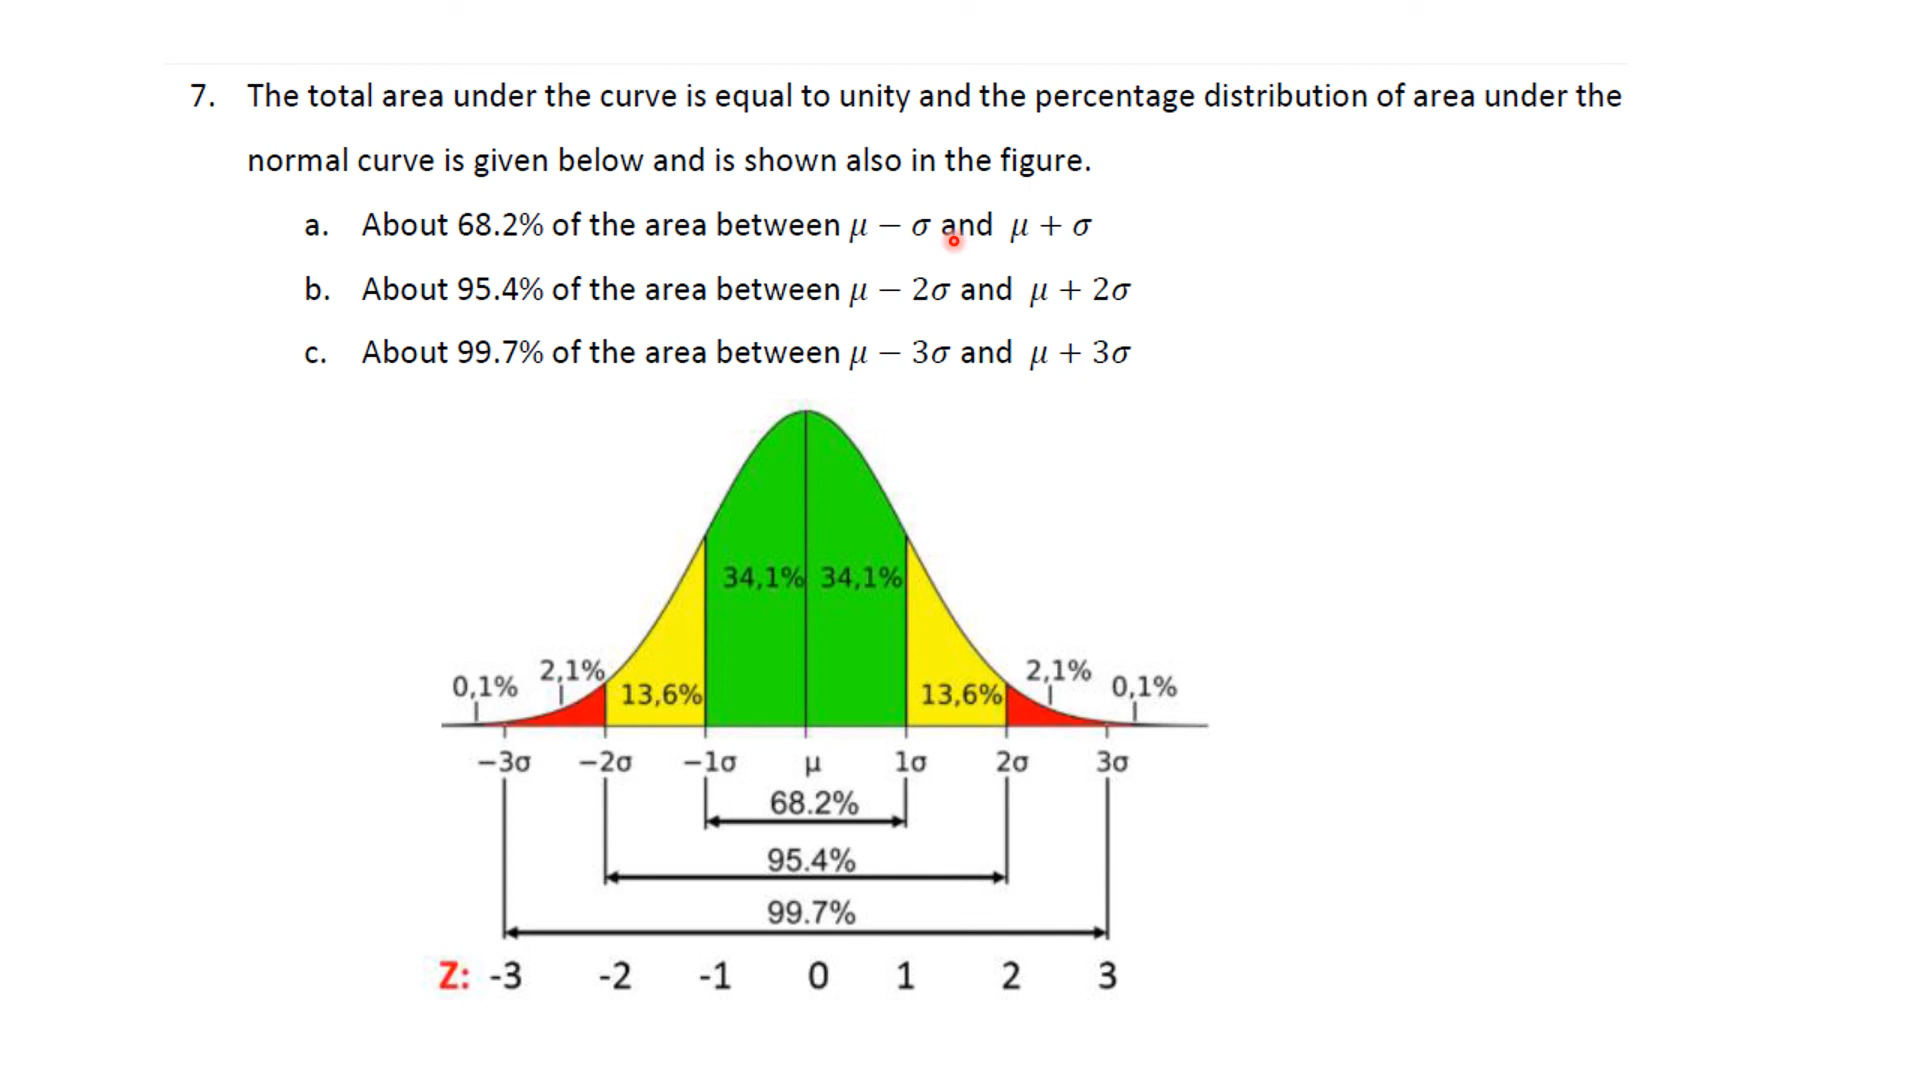 7. The total area under the curve is equal to unity and the percentage distribution of area under the
normal curve is given below and is shown also in the figure.
a. About 68.2% of the area between μ − σ and μ + σ
b. About 95.4% of the area between μ − 2σ and μ + 2σ
c. About 99.7% of the area between μ − 3σ and μ + 3σ
34,1% 34,1%
0,1% 2,1% 13,6% 13,6% 2,1% 0,1%
−3σ −2σ −1σ μ 1σ 2σ 3σ
68.2%
95.4%
99.7%
Z: -3 -2 -1 0 1 2 3